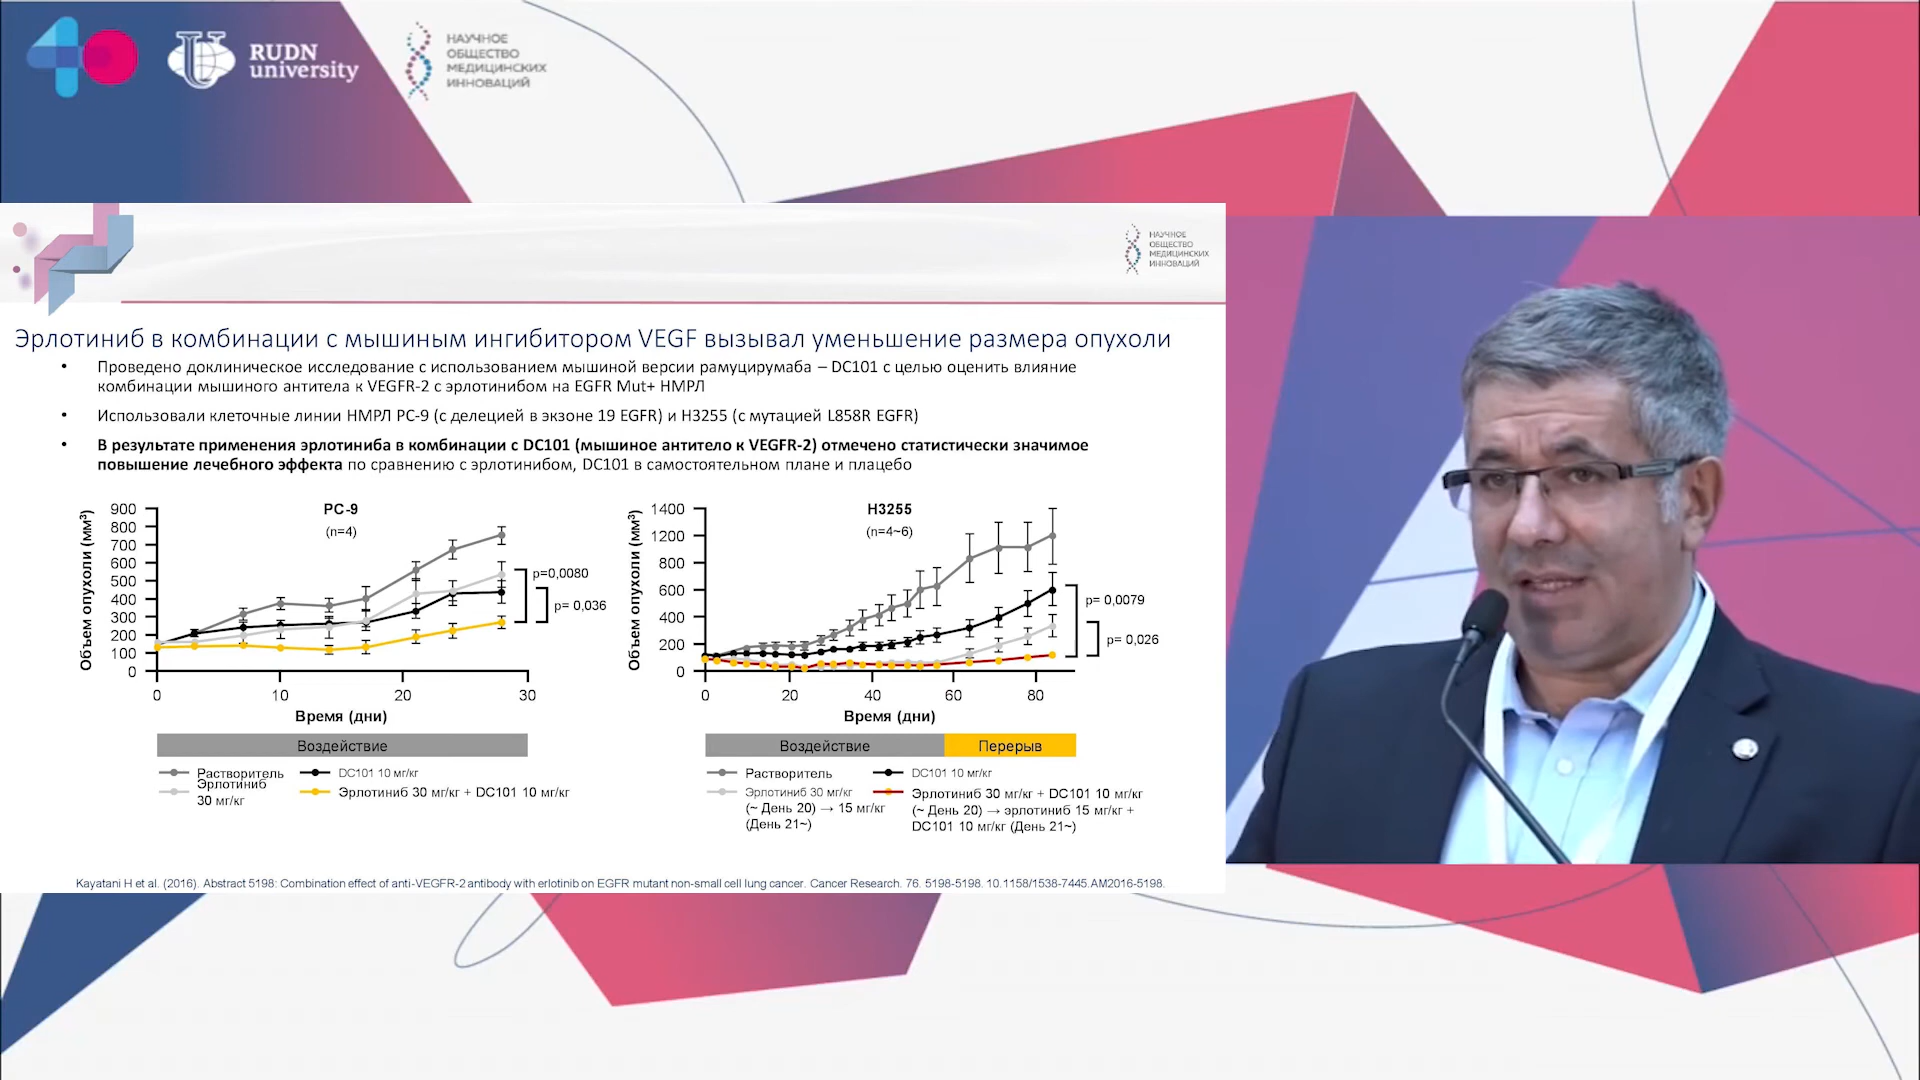 RUDN
university
НАУЧНОЕ
ОБЩЕСТВО
МЕДИЦИНСКИХ
ИННОВАЦИЙ
НАУЧНОЕ
ОБЩЕСТВО
МЕДИЦИНСКИХ
ИННОВАЦИЙ
Эрлотиниб в комбинации с мышиным ингибитором VEGF вызывал уменьшение размера опухоли
• Проведено доклиническое исследование с использованием мышиной версии рамуцирумаба – DC101 с целью оценить влияние
комбинации мышиного антитела к VEGFR-2 с эрлотинибом на EGFR Mut+ НМРЛ
• Использовали клеточные линии НМРЛ PC-9 (с делецией в экзоне 19 EGFR) и H3255 (с мутацией L858R EGFR)
• В результате применения эрлотиниба в комбинации с DC101 (мышиное антитело к VEGFR-2) отмечено статистически значимое
повышение лечебного эффекта по сравнению с эрлотинибом, DC101 в самостоятельном плане и плацебо
PC-9
(n=4)
Объем опухоли (мм³)
900
800
700
600
500
400
300
200
100
0
p=0,0080
p= 0,036
0 10 20 30
Время (дни)
Воздействие
Растворитель
DC101 10 мг/кг
Эрлотиниб
30 мг/кг
Эрлотиниб 30 мг/кг + DC101 10 мг/кг
H3255
(n=4~6)
Объем опухоли (мм³)
1400
1200
800
600
400
200
0
p= 0,0079
p= 0,026
0 20 40 60 80
Время (дни)
Воздействие Перерыв
Растворитель
DC101 10 мг/кг
Эрлотиниб 30 мг/кг
(~ День 20) → 15 мг/кг
(День 21~)
Эрлотиниб 30 мг/кг + DC101 10 мг/кг
(~ День 20) → эрлотиниб 15 мг/кг +
DC101 10 мг/кг (День 21~)
Kayatani H et al. (2016). Abstract 5198: Combination effect of anti-VEGFR-2 antibody with erlotinib on EGFR mutant non-small cell lung cancer. Cancer Research. 76. 5198-5198. 10.1158/1538-7445.AM2016-5198.